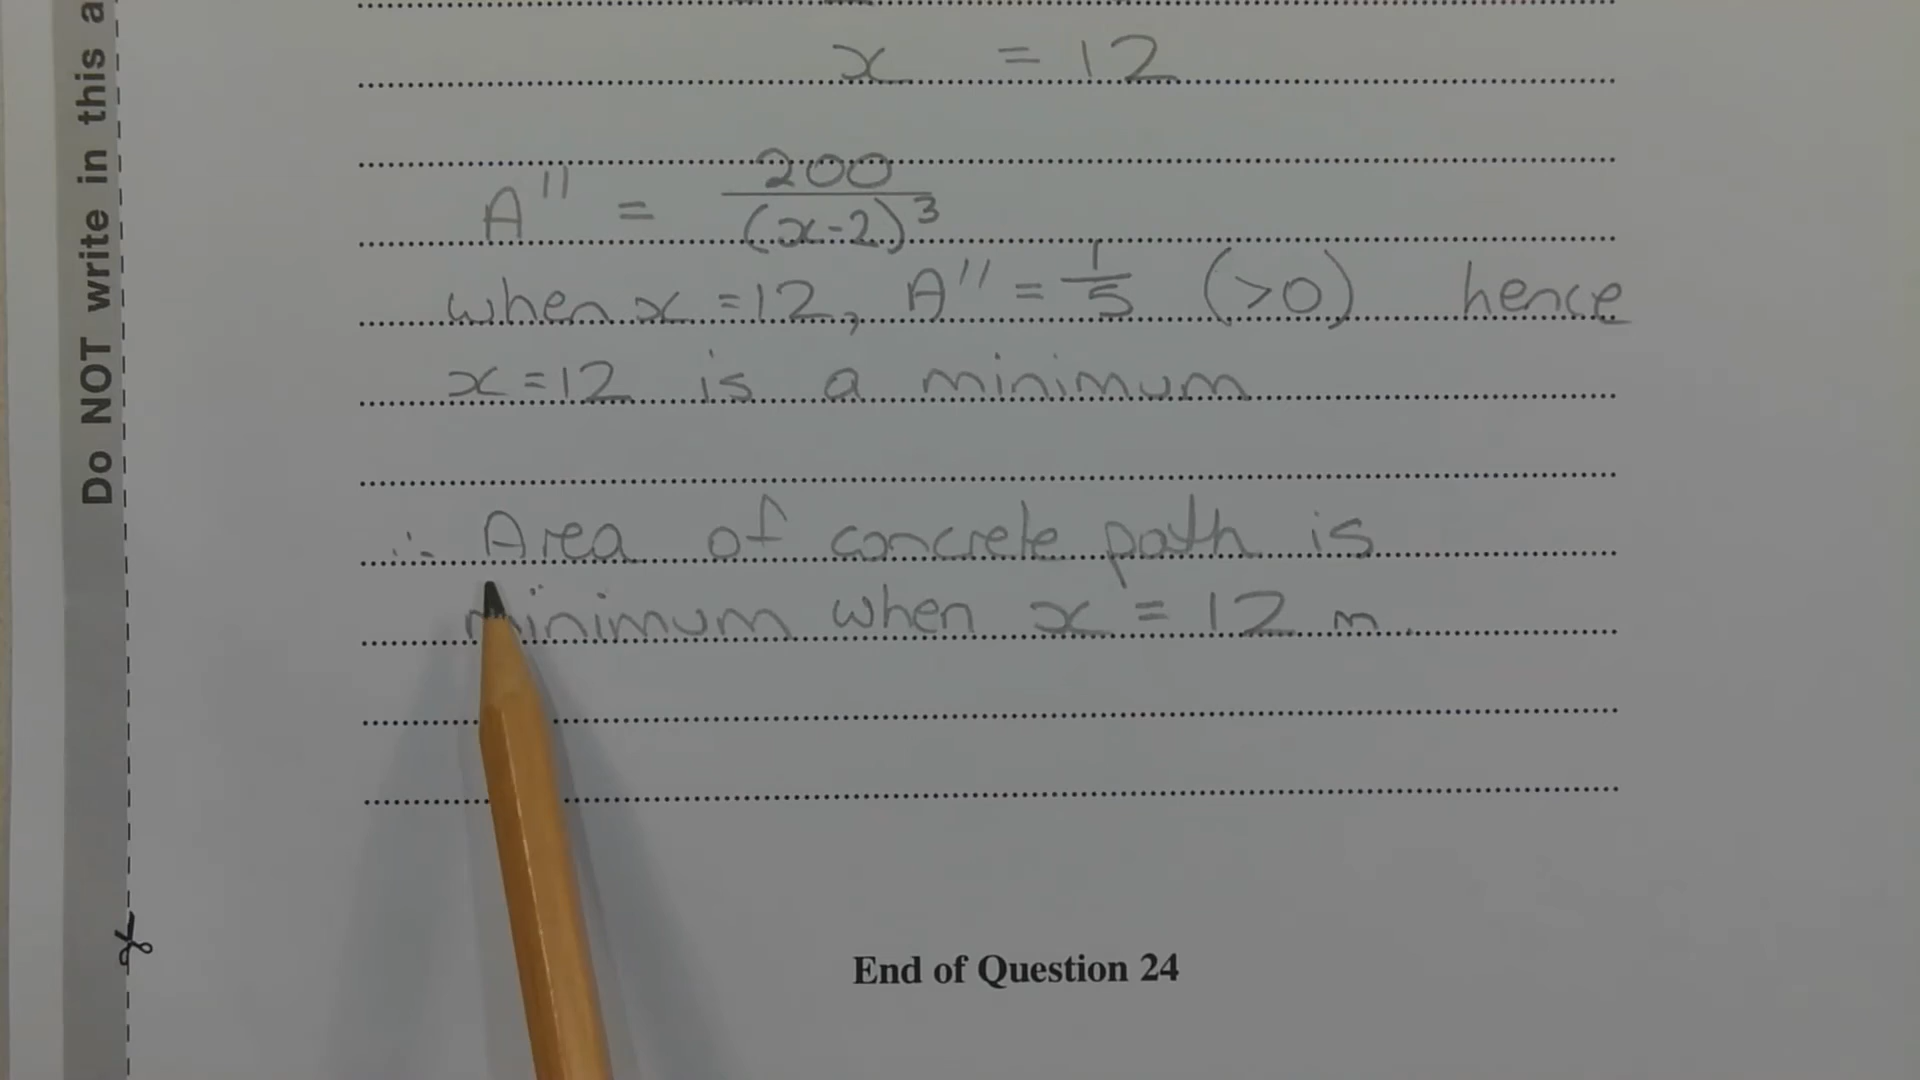 Do NOT write in this a
x = 12
A'' = 200/(x-2)³
when x = 12, A'' = 1/5 (>0) hence
x = 12 is a minimum
∴ Area of concrete path is
minimum when x = 12 m.
End of Question 24